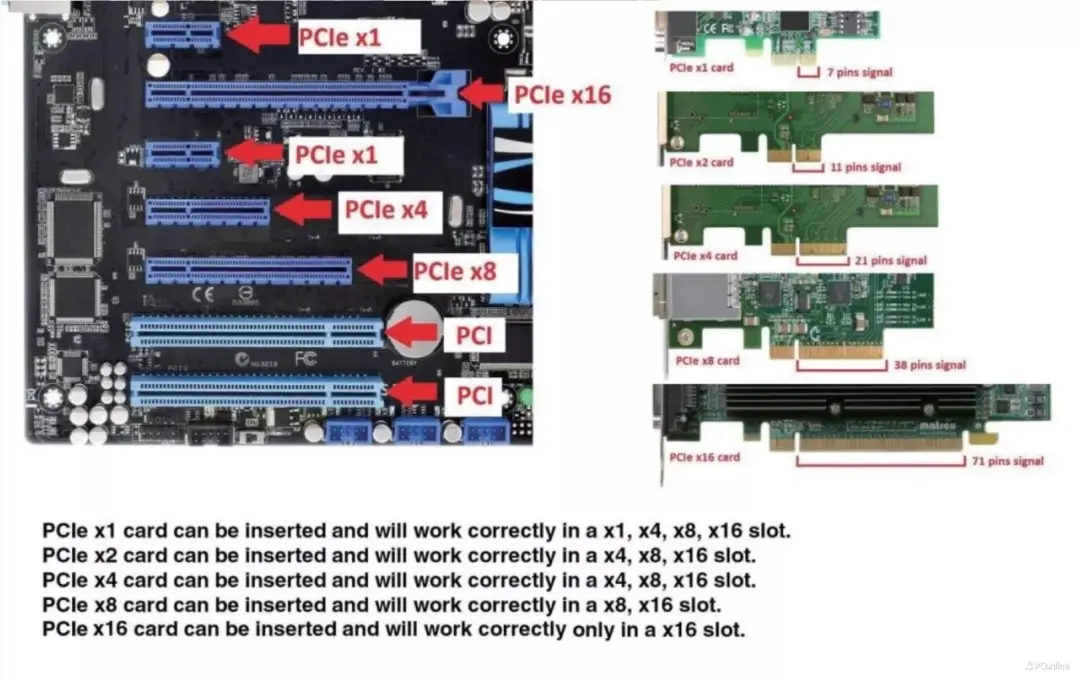 PCIe x1
PCIe x16
PCIe x1
PCIe x4
PCIe x8
PCI
BATTERY
PCI
PCIe x1 card
7 pins signal
PCIe x2 card
11 pins signal
PCIe x4 card
21 pins signal
PCIe x8 card
38 pins signal
matrox
PCIe x16 card
71 pins signal
PCIe x1 card can be inserted and will work correctly in a x1, x4, x8, x16 slot.
PCIe x2 card can be inserted and will work correctly in a x4, x8, x16 slot.
PCIe x4 card can be inserted and will work correctly in a x4, x8, x16 slot.
PCIe x8 card can be inserted and will work correctly in a x8, x16 slot.
PCIe x16 card can be inserted and will work correctly only in a x16 slot.
PConline